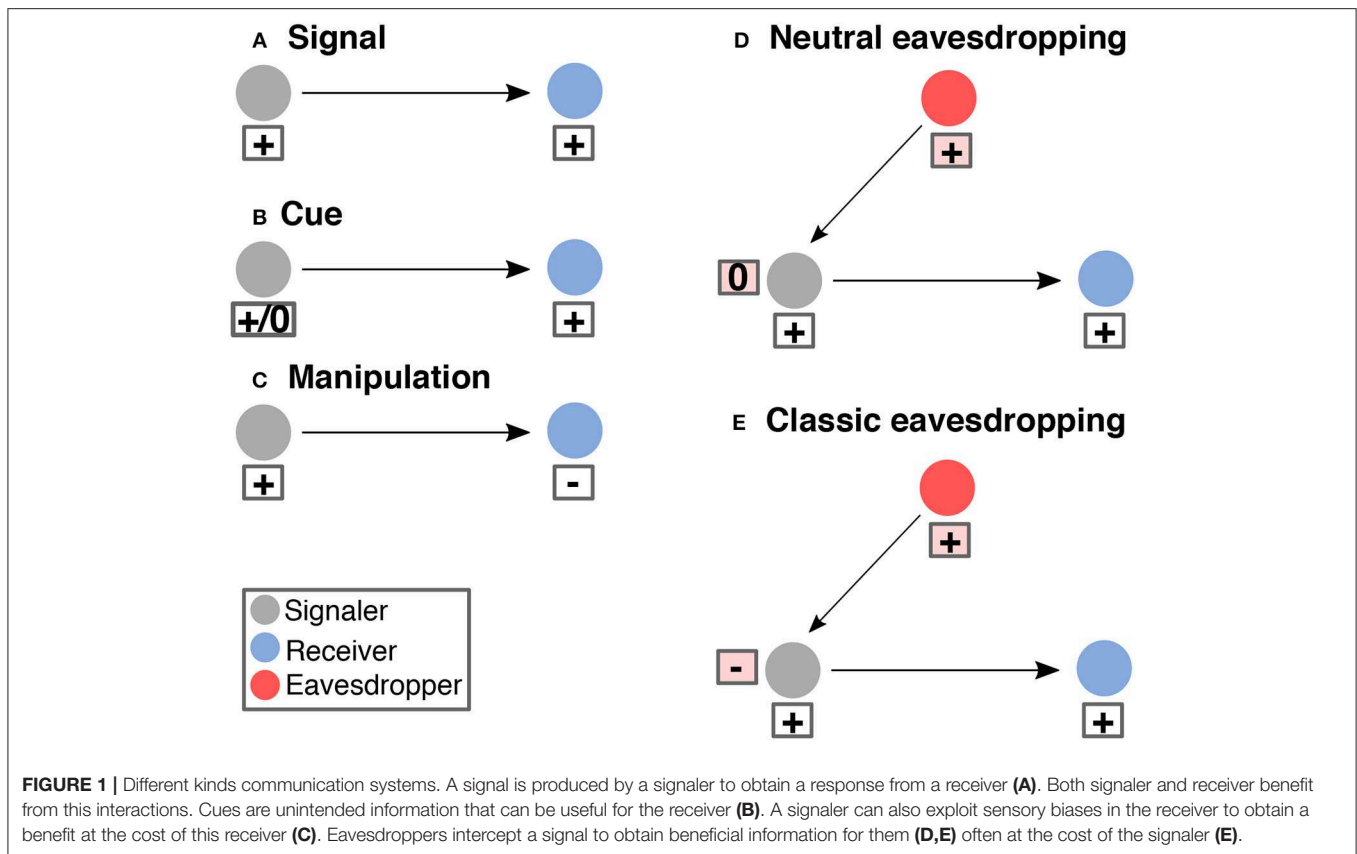 A Signal
+ +
B Cue
+/0 +
C Manipulation
+ -
Signaler
Receiver
Eavesdropper
D Neutral eavesdropping
+
0
+ +
E Classic eavesdropping
+
-
+ +
FIGURE 1 | Different kinds communication systems. A signal is produced by a signaler to obtain a response from a receiver (A). Both signaler and receiver benefit
from this interactions. Cues are unintended information that can be useful for the receiver (B). A signaler can also exploit sensory biases in the receiver to obtain a
benefit at the cost of this receiver (C). Eavesdroppers intercept a signal to obtain beneficial information for them (D,E) often at the cost of the signaler (E).